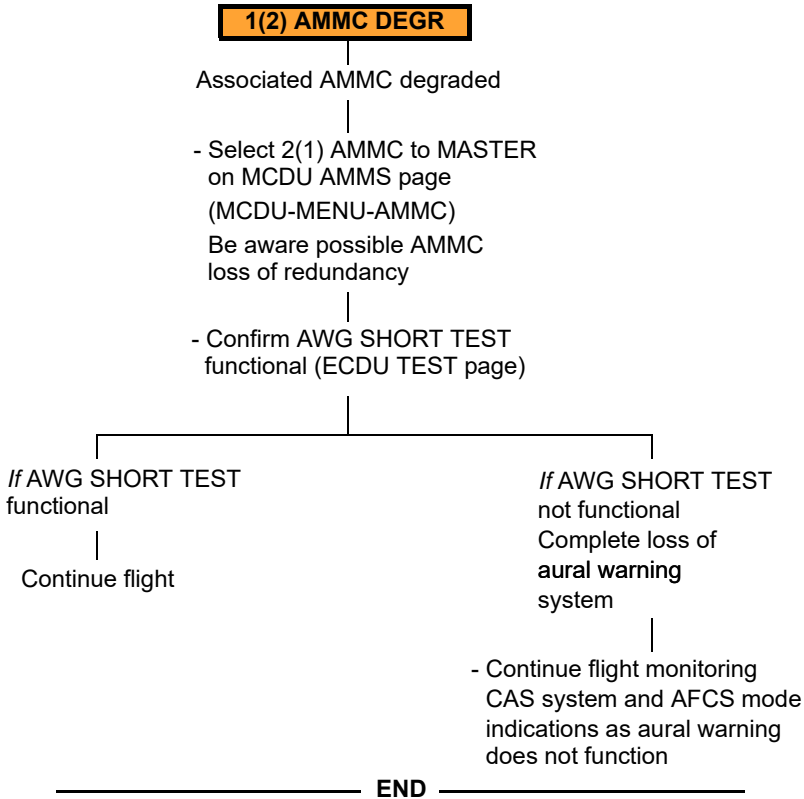 1(2) AMMC DEGR
Associated AMMC degraded
- Select 2(1) AMMC to MASTER
on MCDU AMMS page
(MCDU-MENU-AMMC)
Be aware possible AMMC
loss of redundancy
- Confirm AWG SHORT TEST
functional (ECDU TEST page)
If AWG SHORT TEST
functional
Continue flight
If AWG SHORT TEST
not functional
Complete loss of
aural warning
system
- Continue flight monitoring
CAS system and AFCS mode
indications as aural warning
does not function
END